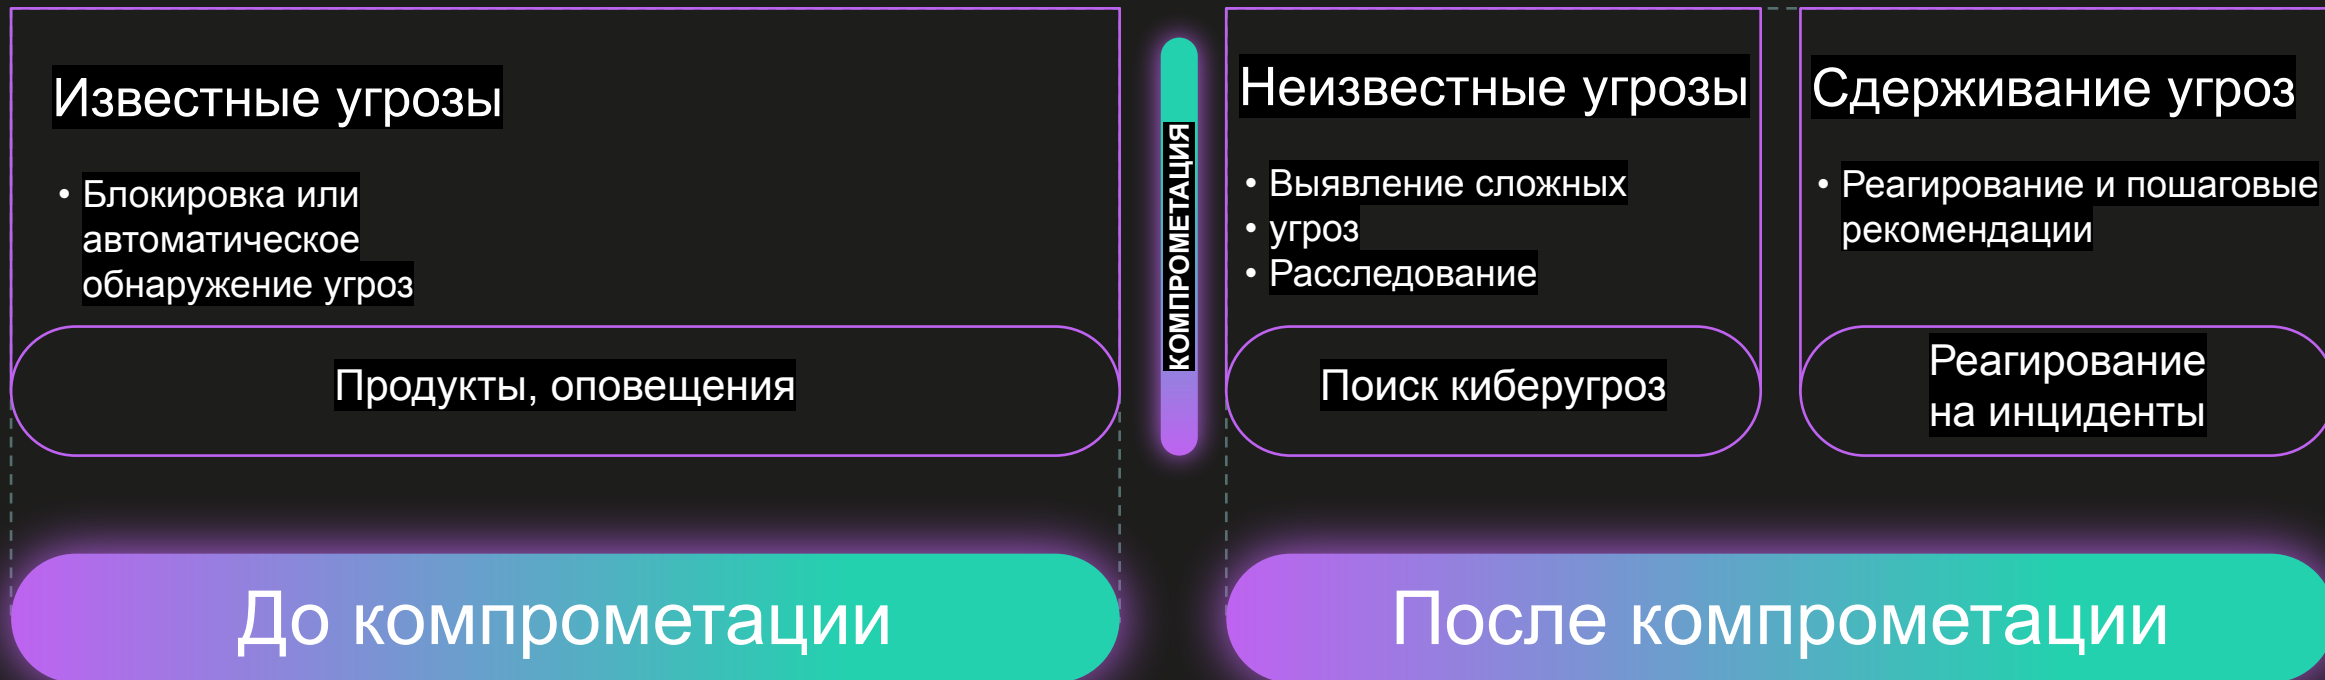 Известные угрозы
• Блокировка или
автоматическое
обнаружение угроз
Продукты, оповещения
До компрометации
КОМПРОМЕТАЦИЯ
Неизвестные угрозы
• Выявление сложных
• угроз
• Расследование
Поиск киберугроз
Сдерживание угроз
• Реагирование и пошаговые
рекомендации
Реагирование
на инциденты
После компрометации